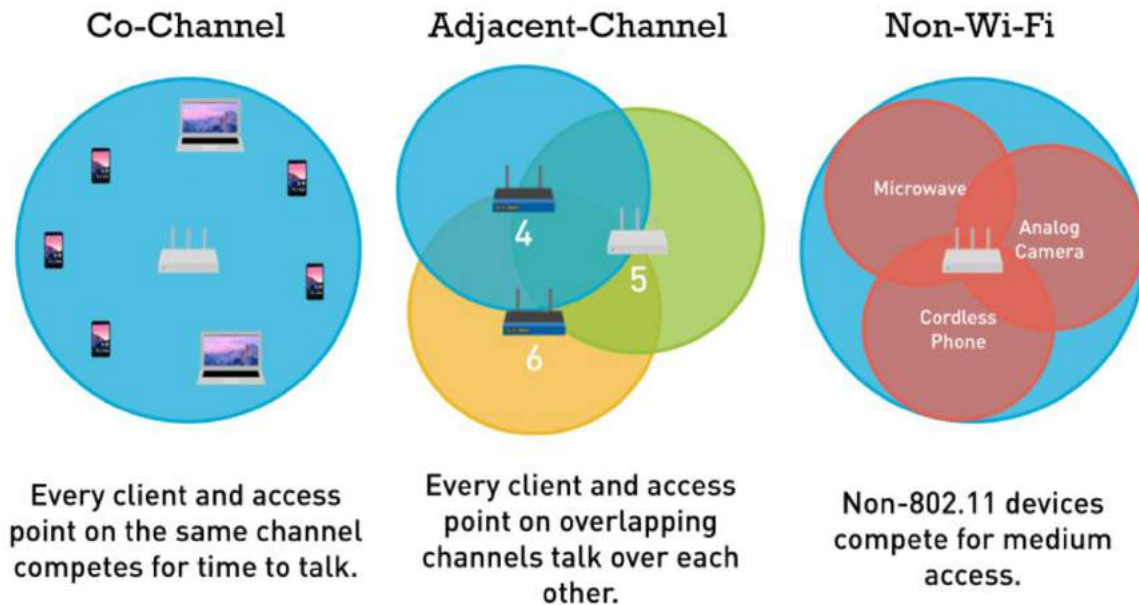 Co-Channel
Adjacent-Channel
Non-Wi-Fi
4
5
6
Microwave
Analog
Camera
Cordless
Phone
Every client and access
point on the same channel
competes for time to talk.
Every client and access
point on overlapping
channels talk over each
other.
Non-802.11 devices
compete for medium
access.